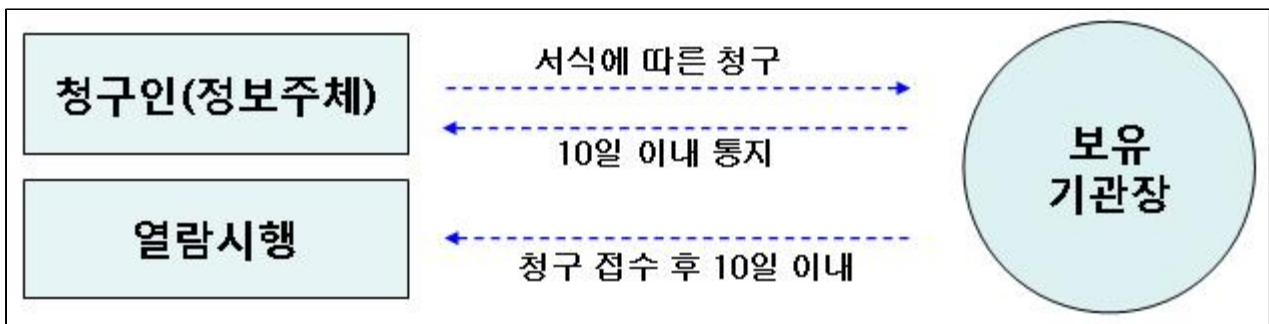 청구인(정보주체)
서식에 따른 청구
10일 이내 통지
보유
기관장
열람시행
청구 접수 후 10일 이내